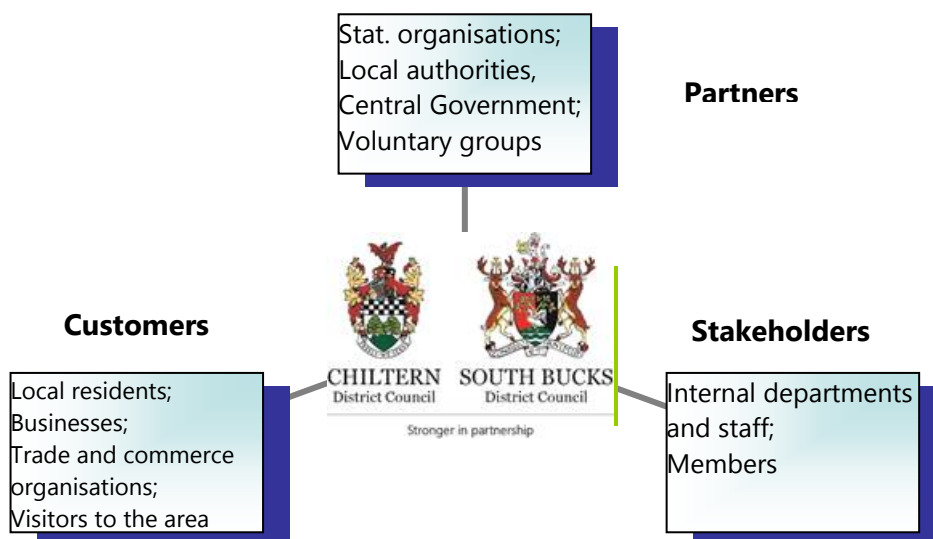 Stat. organisations;
Local authorities,
Central Government;
Voluntary groups
Partners
Customers
Local residents;
Businesses;
Trade and commerce
organisations;
Visitors to the area
CHILTERN
District Council
SOUTH BUCKS
District Council
Stronger in partnership
Stakeholders
Internal departments
and staff;
Members